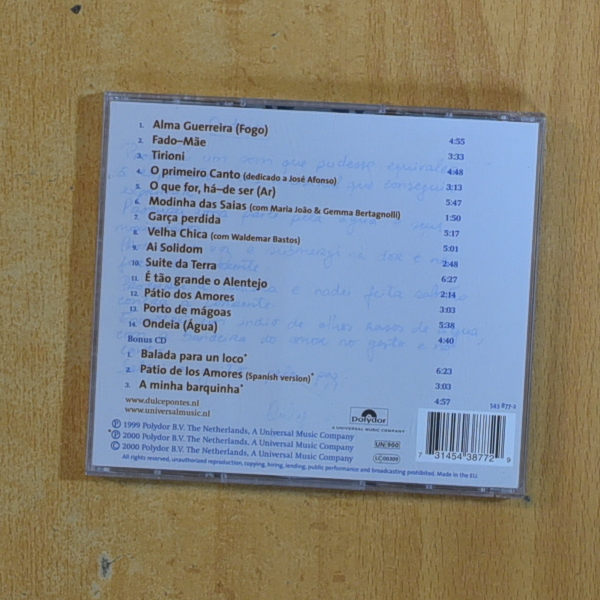 1. Alma Guerreira (Fogo) 4:55
2. Fado-Mãe 3:33
3. Tirioni 4:48
4. O primeiro Canto (dedicado a José Afonso) 3:13
5. O que for, há-de ser (Ar) 5:47
6. Modinha das Saias (com Maria João & Gemma Bertagnolli) 1:50
7. Garça perdida 5:17
8. Velha Chica (com Waldemar Bastos) 5:01
9. Ai Solidom 2:48
10. Suite da Terra 6:27
11. É tão grande o Alentejo 2:14
12. Pátio dos Amores 3:03
13. Porto de mágoas 5:38
14. Ondeia (Água) 4:40
Bonus CD
1. Balada para un loco* 6:23
2. Patio de los Amores (Spanish version)* 3:03
3. A minha barquinha* 4:57
www.dulcepontes.nl
www.universalmusic.nl
543 877-2
Polydor
A UNIVERSAL MUSIC COMPANY
℗ 1999 Polydor B.V. The Netherlands, A Universal Music Company
*℗ 2000 Polydor B.V. The Netherlands, A Universal Music Company
© 2000 Polydor B.V. The Netherlands, A Universal Music Company
All rights reserved, unauthorized reproduction, copying, hiring, lending, public performance and broadcasting prohibited. Made in the EU.
LC00309
7 31454 38772 9